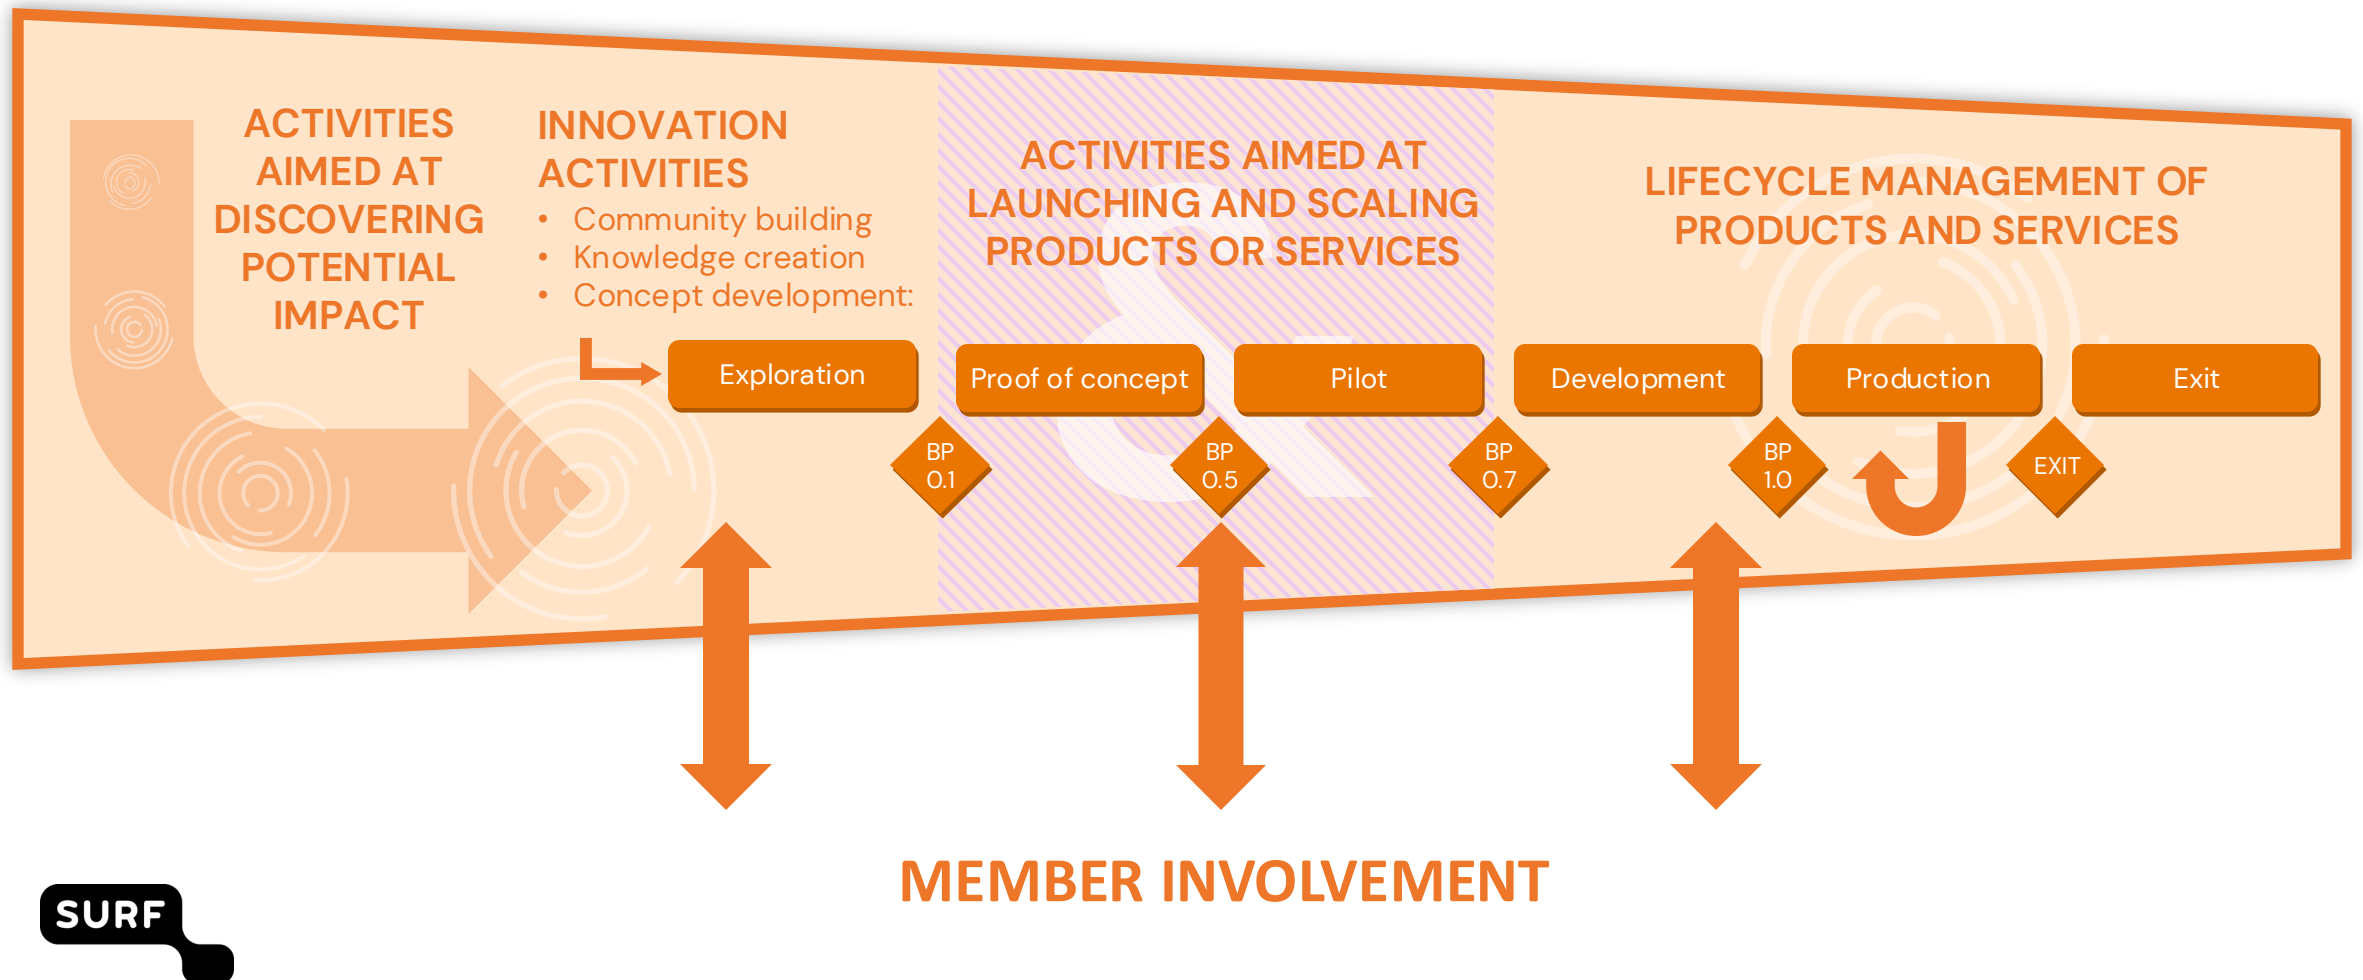 ACTIVITIES
AIMED AT
DISCOVERING
POTENTIAL
IMPACT
INNOVATION
ACTIVITIES
• Community building
• Knowledge creation
• Concept development:
ACTIVITIES AIMED AT
LAUNCHING AND SCALING
PRODUCTS OR SERVICES
LIFECYCLE MANAGEMENT OF
PRODUCTS AND SERVICES
Exploration
Proof of concept
Pilot
Development
Production
Exit
BP
0.1
BP
0.5
BP
0.7
BP
1.0
EXIT
MEMBER INVOLVEMENT
SURF